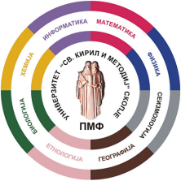 ИНФОРМАТИКА
МАТЕМАТИКА
ФИЗИКА
СЕИЗМОЛОГИЈА
ГЕОГРАФИЈА
ЕТНОЛОГИЈА
БИОЛОГИЈА
ХЕМИЈА
УНИВЕРЗИТЕТ "СВ. КИРИЛ И МЕТОДИЈ" СКОПЈЕ
ПМФ